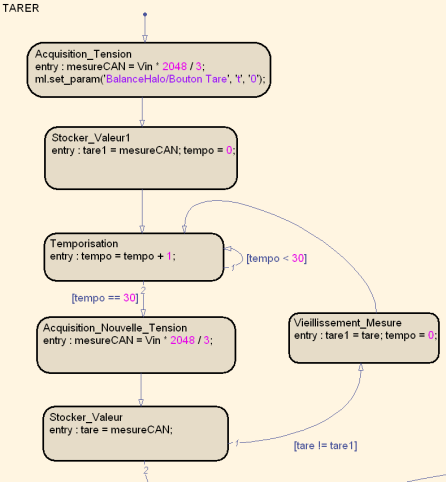 TARER
Acquisition_Tension
entry : mesureCAN = Vin * 2048 / 3;
ml.set_param('BalanceHalo/Bouton Tare', 't', '0');
Stocker_Valeur1
entry : tare1 = mesureCAN; tempo = 0;
Temporisation
entry : tempo = tempo + 1;
[tempo < 30]
1
2
[tempo == 30]
Acquisition_Nouvelle_Tension
entry : mesureCAN = Vin * 2048 / 3;
Vieillissement_Mesure
entry : tare1 = tare; tempo = 0;
Stocker_Valeur
entry : tare = mesureCAN;
1
[tare != tare1]
2